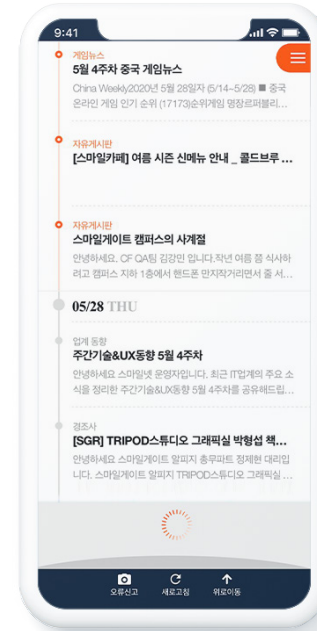 9:41
게임뉴스
5월 4주차 중국 게임뉴스
China Weekly2020년 5월 28일자 (5/14~5/28) ■ 중국
온라인 게임 인기 순위 (17173)순위게임 명장르퍼블리...
자유게시판
[스마일카페] 여름 시즌 신메뉴 안내 _ 콜드브루 ...
자유게시판
스마일게이트 캠퍼스의 사계절
안녕하세요. CF QA팀 김강민 입니다.작년 여름 쯤 식사하
려고 캠퍼스 지하 1층에서 핸드폰 만지작거리면서 줄 서...
05/28 THU
업계 동향
주간기술&UX동향 5월 4주차
안녕하세요 스마일넷 운영자입니다. 최근 IT업계의 주요 소
식을 정리한 주간기술&UX동향 5월 4주차를 공유해드립...
경조사
[SGR] TRIPOD스튜디오 그래픽실 박형섭 책...
안녕하세요 스마일게이트 알피지 총무파트 정제현 대리입
니다. 스마일게이트 알피지 TRIPOD스튜디오 그래픽실 ...
오류신고 새로고침 위로이동